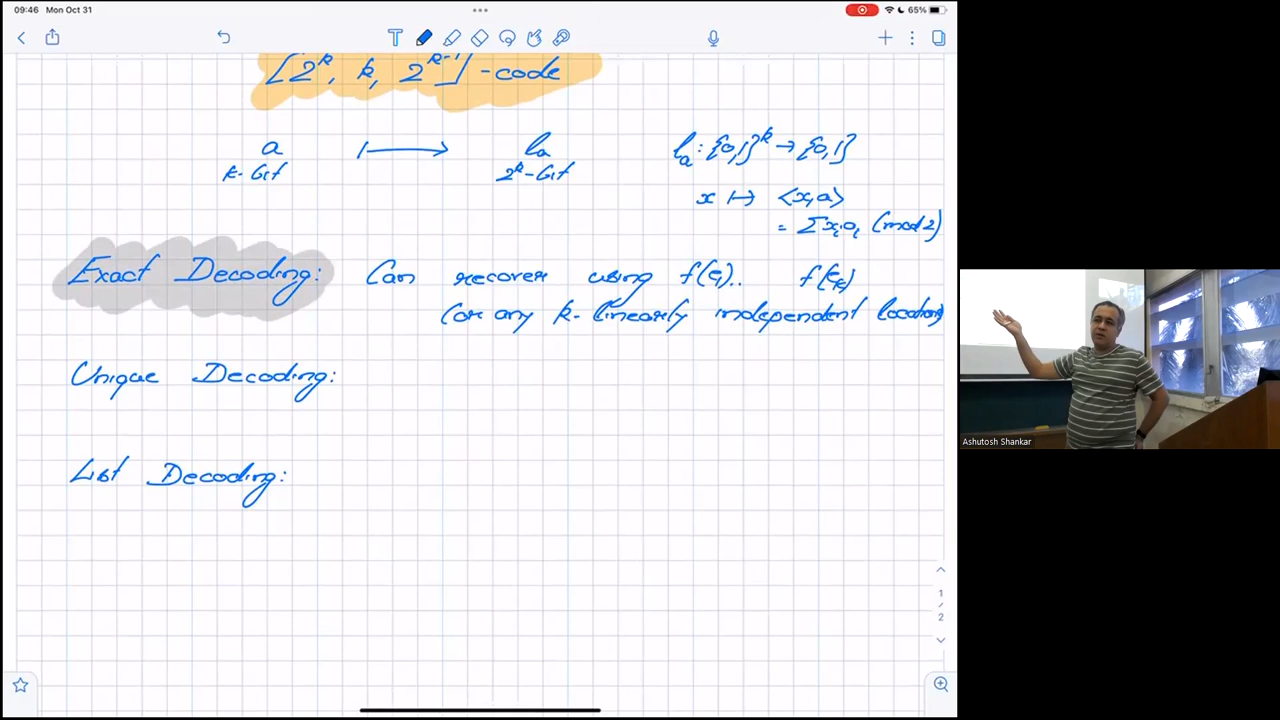 09:46 Mon Oct 31
65%
[2^k, k, 2^{k-1}] - code
a ⟼ l_a
k-bit 2^k-bit
l_a : {0,1}^k → {0,1}
x ↦ <x,a>
= Σ x_i a_i (mod 2)
Exact Decoding: Can recover using f(e_1).. f(e_k)
(or any k-linearly independent locations)
Unique Decoding:
List Decoding:
1
/
2
Ashutosh Shankar